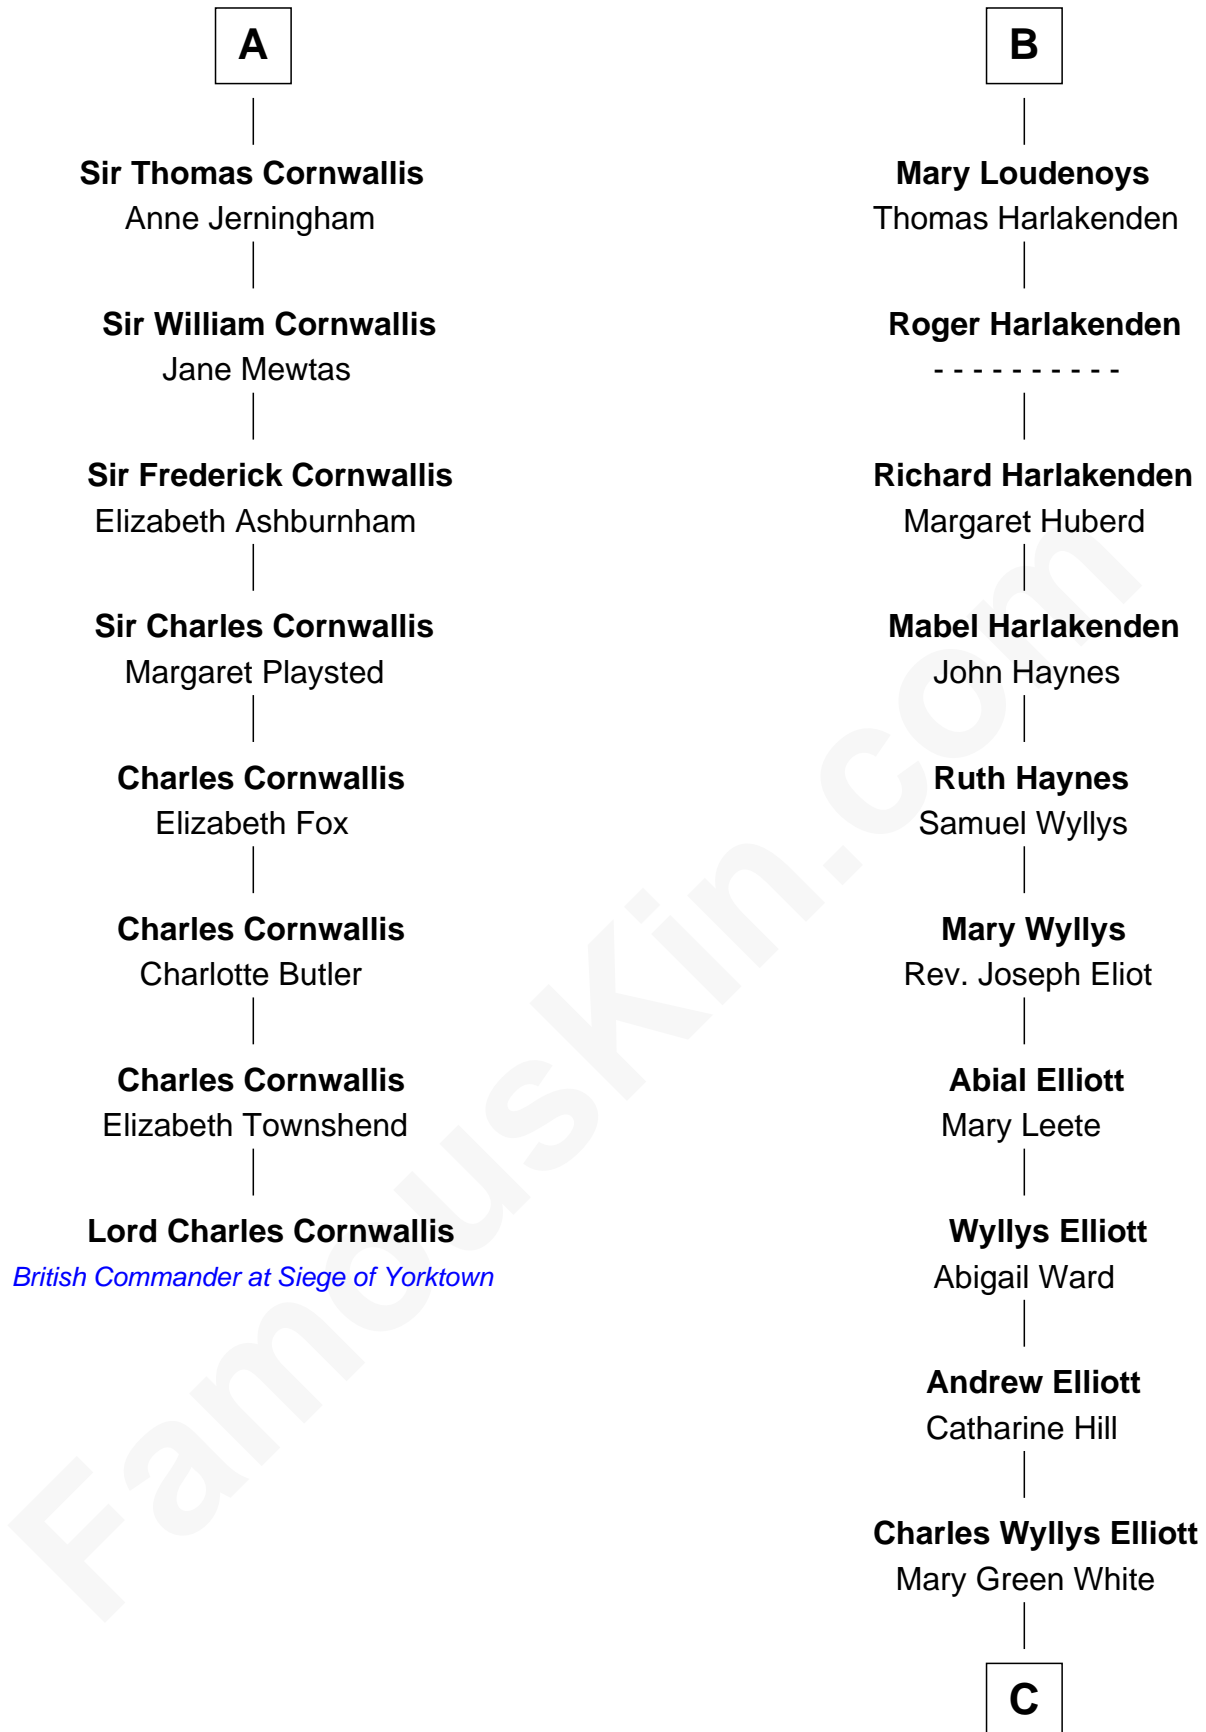 A
Sir Thomas Cornwallis
Anne Jerningham
Sir William Cornwallis
Jane Mewtas
Sir Frederick Cornwallis
Elizabeth Ashburnham
Sir Charles Cornwallis
Margaret Playsted
Charles Cornwallis
Elizabeth Fox
Charles Cornwallis
Charlotte Butler
Charles Cornwallis
Elizabeth Townshend
Lord Charles Cornwallis
British Commander at Siege of Yorktown
B
Mary Loudenoys
Thomas Harlakenden
Roger Harlakenden
- - - - - - - - - -
Richard Harlakenden
Margaret Huberd
Mabel Harlakenden
John Haynes
Ruth Haynes
Samuel Wyllys
Mary Wyllys
Rev. Joseph Eliot
Abial Elliott
Mary Leete
Wyllys Elliott
Abigail Ward
Andrew Elliott
Catharine Hill
Charles Wyllys Elliott
Mary Green White
C
FamousKin.com